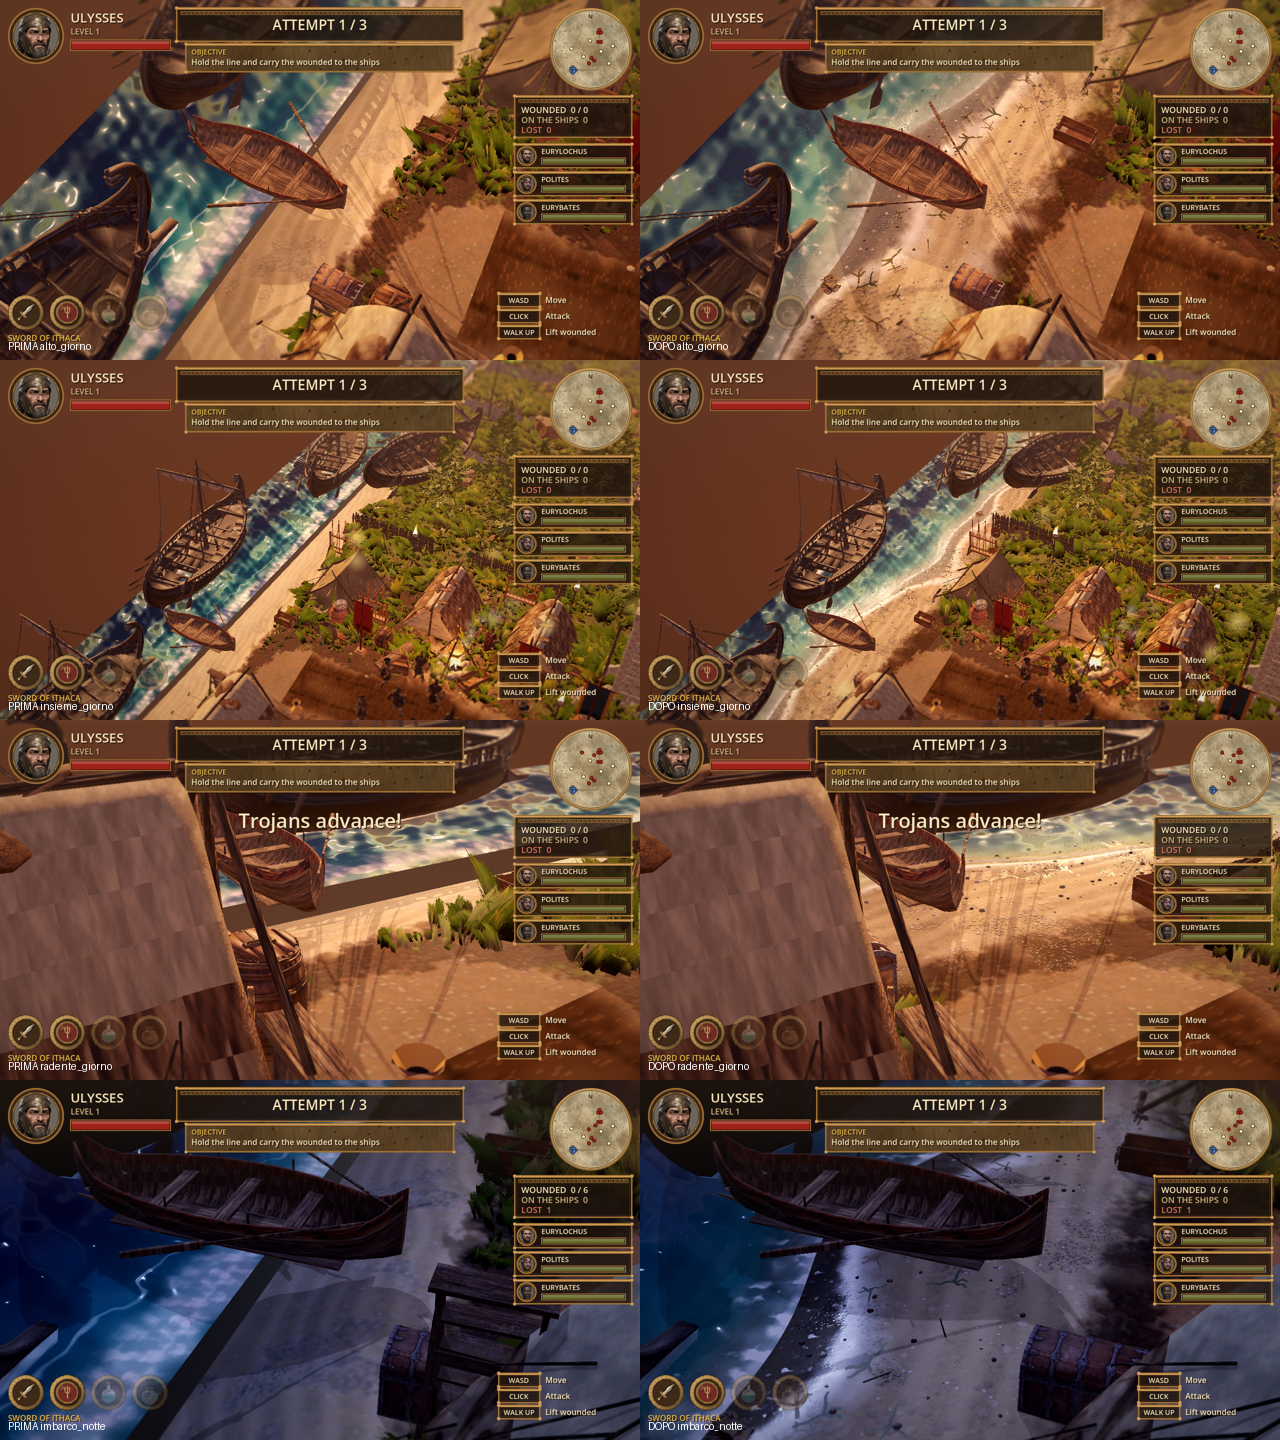 ULYSSES
LEVEL 1
ATTEMPT 1 / 3
OBJECTIVE
Hold the line and carry the wounded to the ships
N
WOUNDED 0 / 0
ON THE SHIPS 0
LOST 0
EURYLOCHUS
POLITES
EURYBATES
WASD Move
CLICK Attack
WALK UP Lift wounded
SWORD OF ITHACA
PRIMA alto_giorno
ULYSSES
LEVEL 1
ATTEMPT 1 / 3
OBJECTIVE
Hold the line and carry the wounded to the ships
N
WOUNDED 0 / 0
ON THE SHIPS 0
LOST 0
EURYLOCHUS
POLITES
EURYBATES
WASD Move
CLICK Attack
WALK UP Lift wounded
SWORD OF ITHACA
DOPO alto_giorno
ULYSSES
LEVEL 1
ATTEMPT 1 / 3
OBJECTIVE
Hold the line and carry the wounded to the ships
N
WOUNDED 0 / 0
ON THE SHIPS 0
LOST 0
EURYLOCHUS
POLITES
EURYBATES
WASD Move
CLICK Attack
WALK UP Lift wounded
SWORD OF ITHACA
PRIMA insieme_giorno
ULYSSES
LEVEL 1
ATTEMPT 1 / 3
OBJECTIVE
Hold the line and carry the wounded to the ships
N
WOUNDED 0 / 0
ON THE SHIPS 0
LOST 0
EURYLOCHUS
POLITES
EURYBATES
WASD Move
CLICK Attack
WALK UP Lift wounded
SWORD OF ITHACA
DOPO insieme_giorno
ULYSSES
LEVEL 1
ATTEMPT 1 / 3
OBJECTIVE
Hold the line and carry the wounded to the ships
N
Trojans advance!
WOUNDED 0 / 0
ON THE SHIPS 0
LOST 0
EURYLOCHUS
POLITES
EURYBATES
WASD Move
CLICK Attack
WALK UP Lift wounded
SWORD OF ITHACA
PRIMA radente_giorno
ULYSSES
LEVEL 1
ATTEMPT 1 / 3
OBJECTIVE
Hold the line and carry the wounded to the ships
N
Trojans advance!
WOUNDED 0 / 0
ON THE SHIPS 0
LOST 0
EURYLOCHUS
POLITES
EURYBATES
WASD Move
CLICK Attack
WALK UP Lift wounded
SWORD OF ITHACA
DOPO radente_giorno
ULYSSES
LEVEL 1
ATTEMPT 1 / 3
OBJECTIVE
Hold the line and carry the wounded to the ships
N
WOUNDED 0 / 6
ON THE SHIPS 0
LOST 1
EURYLOCHUS
POLITES
EURYBATES
WASD Move
CLICK Attack
WALK UP Lift wounded
SWORD OF ITHACA
PRIMA imbarco_notte
ULYSSES
LEVEL 1
ATTEMPT 1 / 3
OBJECTIVE
Hold the line and carry the wounded to the ships
N
WOUNDED 0 / 6
ON THE SHIPS 0
LOST 1
EURYLOCHUS
POLITES
EURYBATES
WASD Move
CLICK Attack
WALK UP Lift wounded
SWORD OF ITHACA
DOPO imbarco_notte